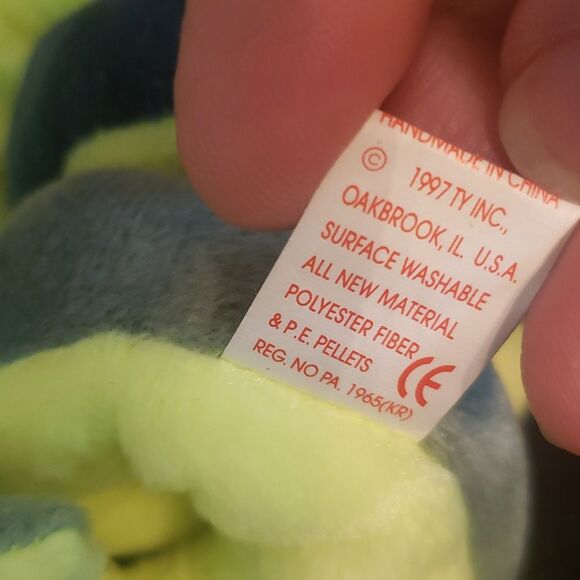 HANDMADE IN CHINA
© 1997 TY INC.,
OAKBROOK, IL. U.S.A.
SURFACE WASHABLE
ALL NEW MATERIAL
POLYESTER FIBER
& P.E. PELLETS CE
REG. NO PA. 1965(KR)